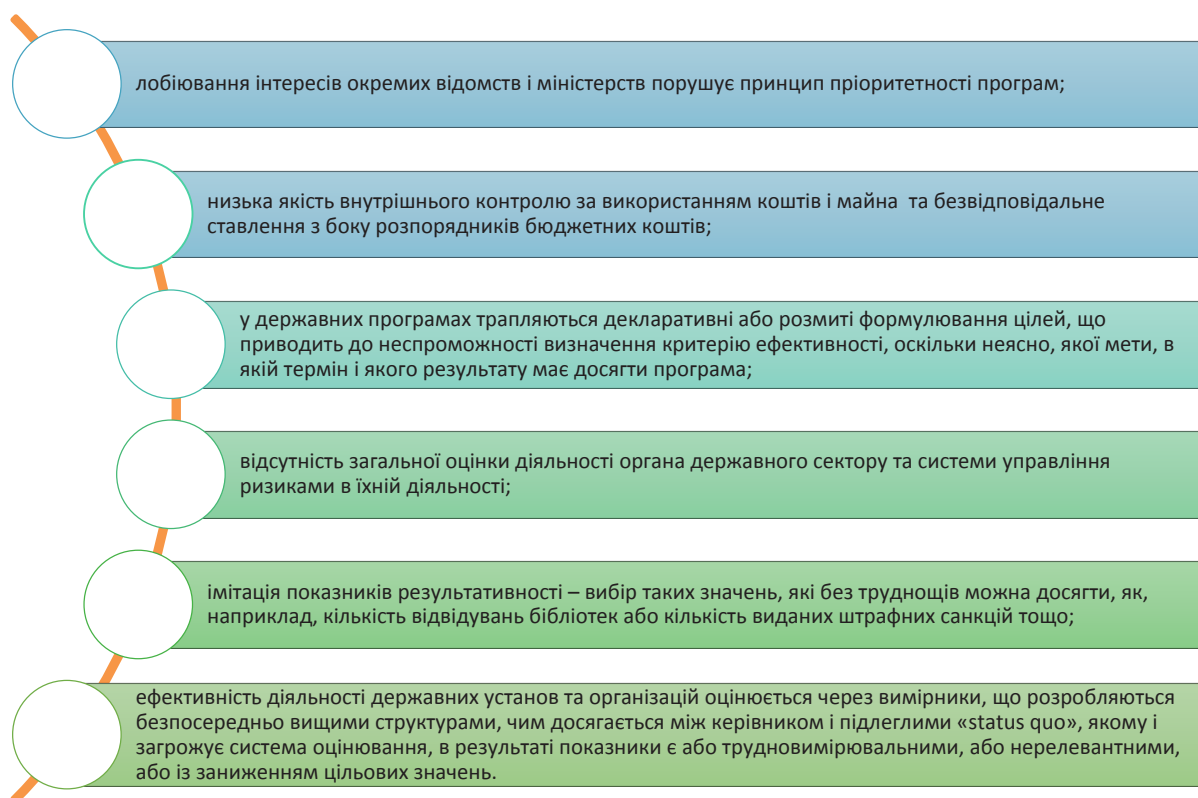 лобіювання інтересів окремих відомств і міністерств порушує принцип пріоритетності програм;
низька якість внутрішнього контролю за використанням коштів і майна та безвідповідальне
ставлення з боку розпорядників бюджетних коштів;
у державних програмах трапляються декларативні або розмиті формулювання цілей, що
приводить до неспроможності визначення критерію ефективності, оскільки неясно, якої мети, в
якій термін і якого результату має досягти програма;
відсутність загальної оцінки діяльності органа державного сектору та системи управління
ризиками в їхній діяльності;
імітація показників результативності – вибір таких значень, які без труднощів можна досягти, як,
наприклад, кількість відвідувань бібліотек або кількість виданих штрафних санкцій тощо;
ефективність діяльності державних установ та організацій оцінюється через вимірники, що розробляються
безпосередньо вищими структурами, чим досягається між керівником і підлеглими «status quo», якому і
загрожує система оцінювання, в результаті показники є або трудновимірювальними, або нерелевантними,
або із заниженням цільових значень.